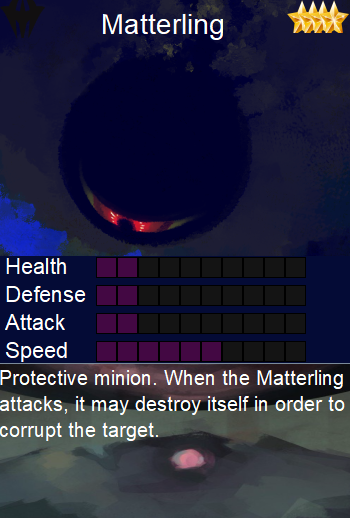 Matterling
Health
Defense
Attack
Speed
Protective minion. When the Matterling
attacks, it may destroy itself in order to
corrupt the target.